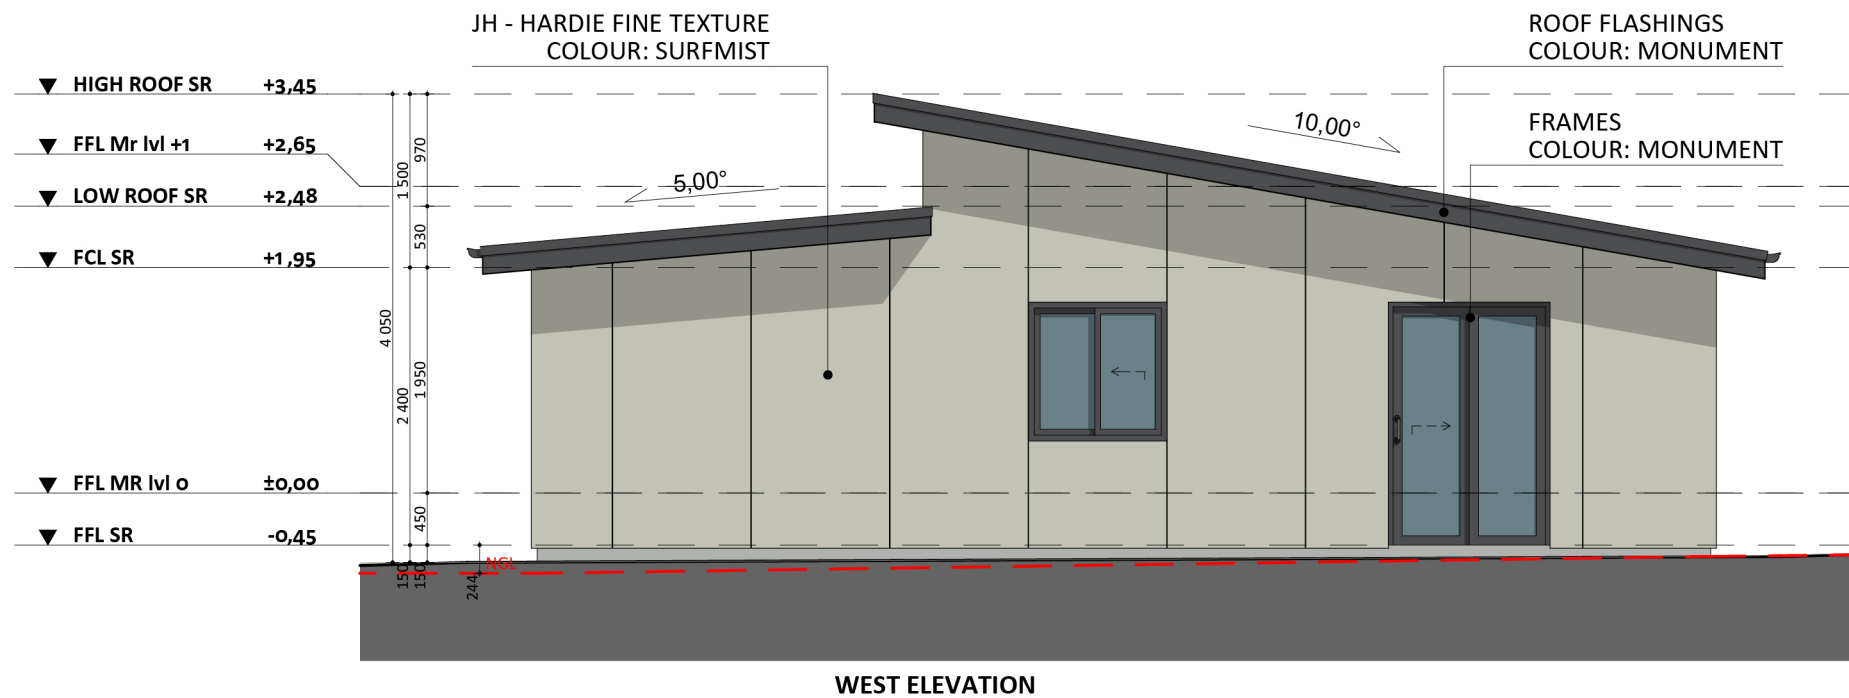 JH - HARDIE FINE TEXTURE
COLOUR: SURFMIST
ROOF FLASHINGS
COLOUR: MONUMENT
HIGH ROOF SR +3,45
FRAMES
COLOUR: MONUMENT
10,00°
FFL Mr lvl +1 +2,65
970
1 500
5,00°
LOW ROOF SR +2,48
530
FCL SR +1,95
4 050
1 950
2 400
FFL MR lvl 0 ±0,00
450
FFL SR -0,45
NGL
150
150
244
WEST ELEVATION